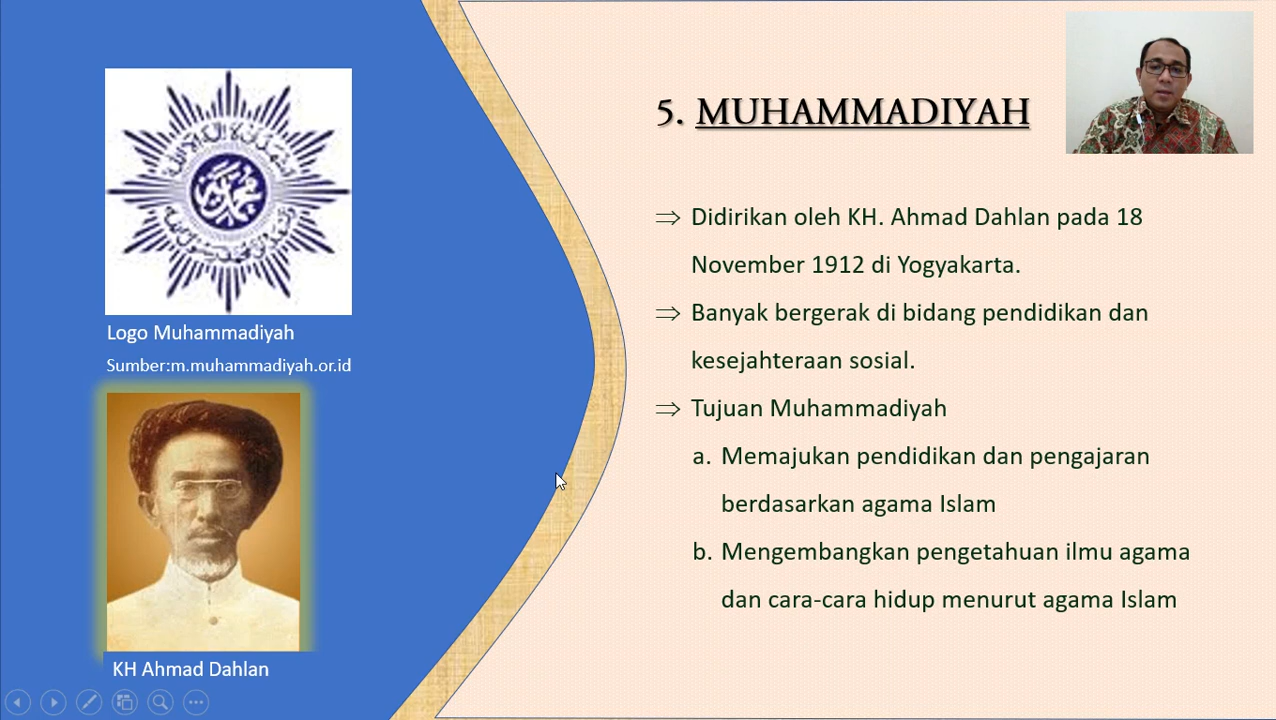 5. MUHAMMADIYAH
Didirikan oleh KH. Ahmad Dahlan pada 18
November 1912 di Yogyakarta.
Banyak bergerak di bidang pendidikan dan
kesejahteraan sosial.
Tujuan Muhammadiyah
a. Memajukan pendidikan dan pengajaran
berdasarkan agama Islam
b. Mengembangkan pengetahuan ilmu agama
dan cara-cara hidup menurut agama Islam
Logo Muhammadiyah
Sumber:m.muhammadiyah.or.id
KH Ahmad Dahlan